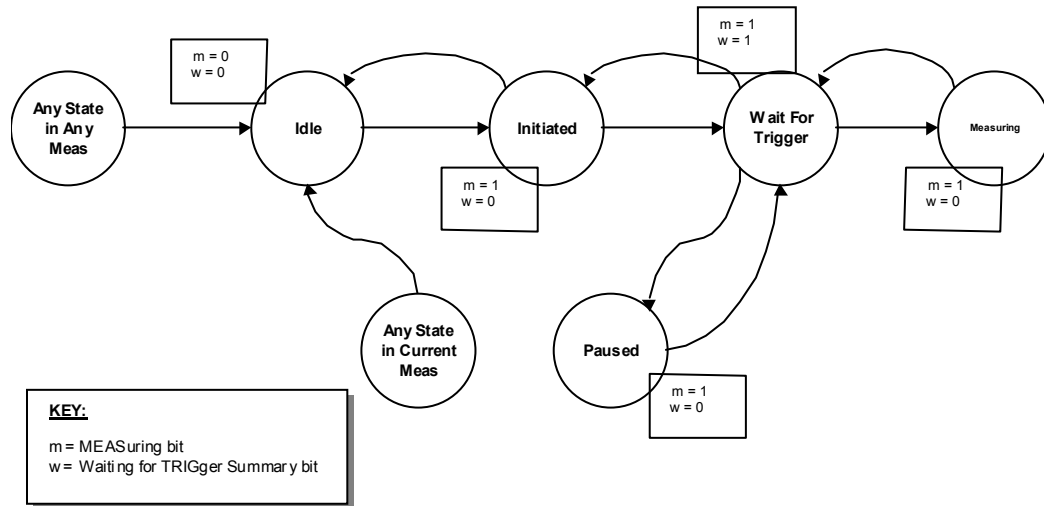 m = 0
w = 0
m = 1
w = 1
Any State
in Any
Meas
Idle
Initiated
Wait For
Trigger
Measuring
m = 1
w = 0
m = 1
w = 0
Any State
in Current
Meas
Paused
m = 1
w = 0
KEY:
m = MEASuring bit
w = Waiting for TRIGger Summary bit